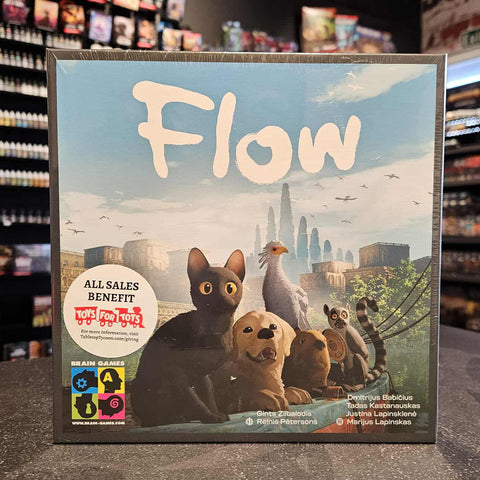 Flow
ALL SALES
BENEFIT
TOYS FOR TOTS
For more information, visit
TabletopTycoon.com/giving
BRAIN GAMES
WWW.BRAIN-GAMES.COM
Gints Zilbalodis
Reinis Pētersons
Dmitrijus Babičius
Tadas Kastanauskas
Justina Lapinskienė
Marijus Lapinskas